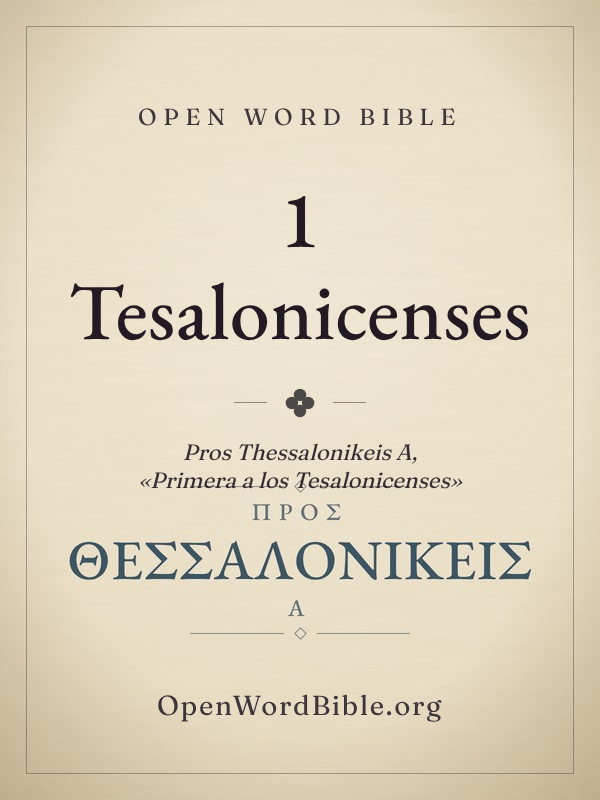 OPEN WORD BIBLE
1
Tesalonicenses
Pros Thessalonikeis A,
«Primera a los Tesalonicenses»
ΠΡΟΣ
ΘΕΣΣΑΛΟΝΙΚΕΙΣ
Α
OpenWordBible.org